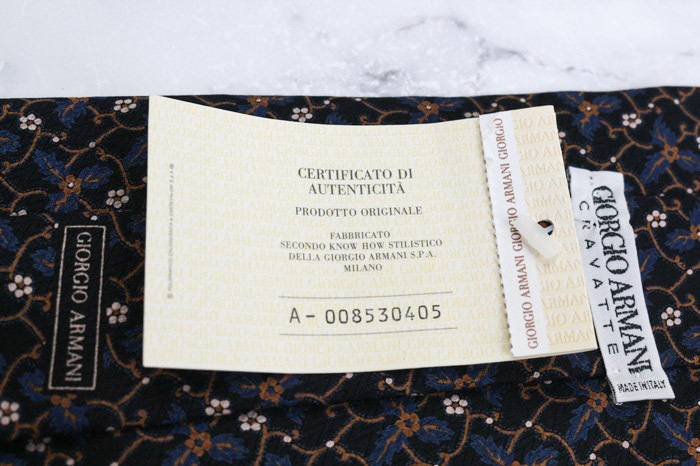 CERTIFICATO DI
AUTENTICITÀ
PRODOTTO ORIGINALE
FABBRICATO
SECONDO KNOW HOW STILISTICO
DELLA GIORGIO ARMANI S.P.A.
MILANO
A-008530405
GIORGIO ARMANI
GIORGIO ARMANI GIORGIO ARMANI GIORGIO
GIORGIO ARMANI
CRAVATTE
MADE IN ITALY